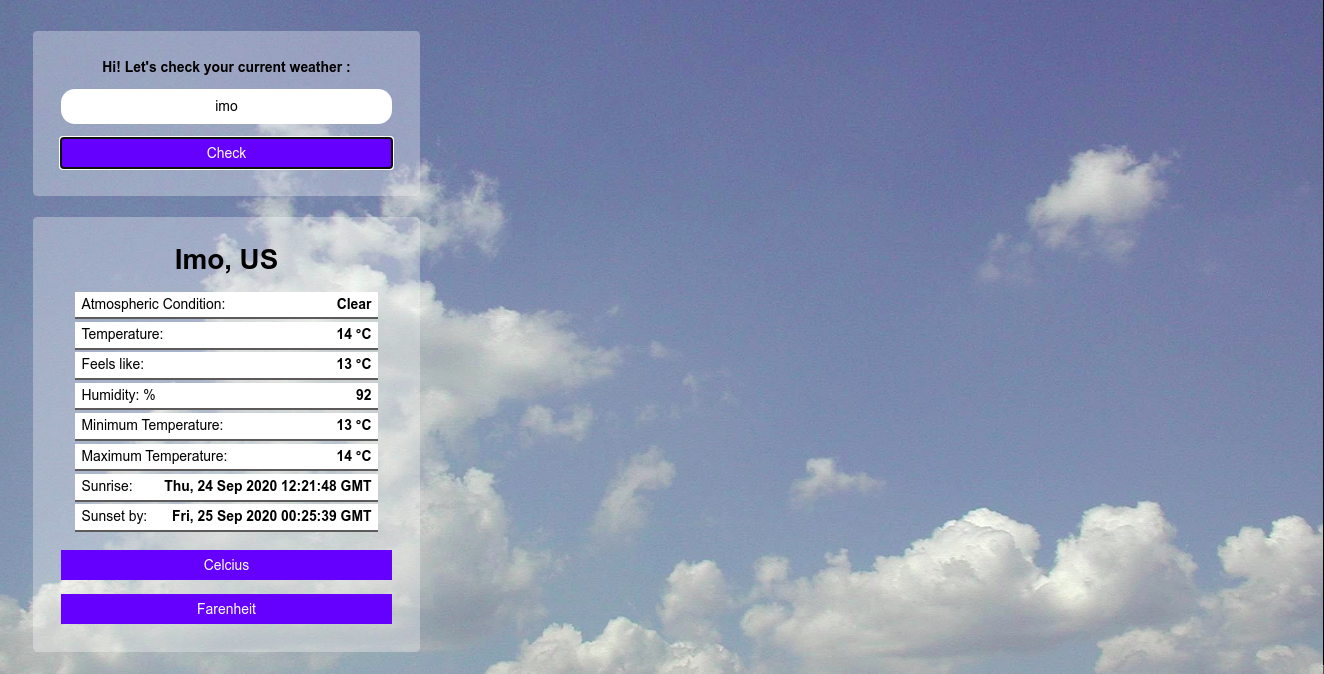 Hi! Let's check your current weather :
imo
Check
Imo, US
Atmospheric Condition: Clear
Temperature: 14 °C
Feels like: 13 °C
Humidity: % 92
Minimum Temperature: 13 °C
Maximum Temperature: 14 °C
Sunrise: Thu, 24 Sep 2020 12:21:48 GMT
Sunset by: Fri, 25 Sep 2020 00:25:39 GMT
Celcius
Farenheit